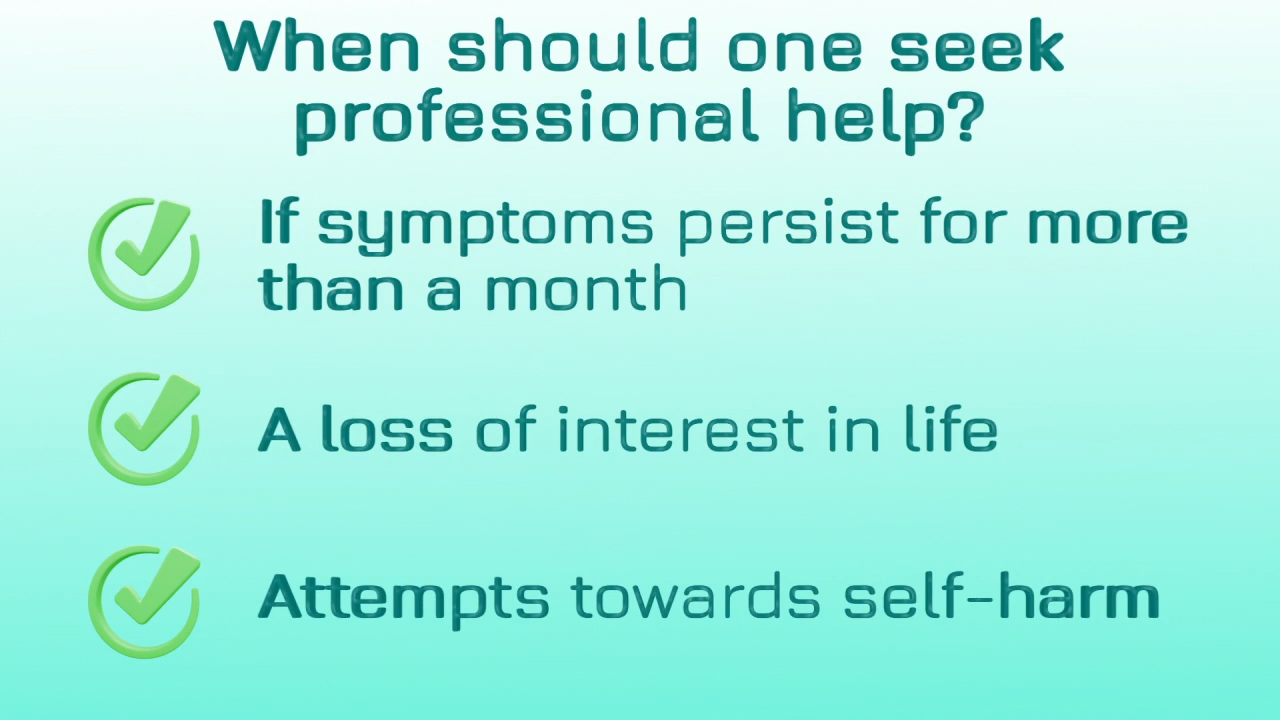 When should one seek
professional help?
If symptoms persist for more
than a month
A loss of interest in life
Attempts towards self-harm